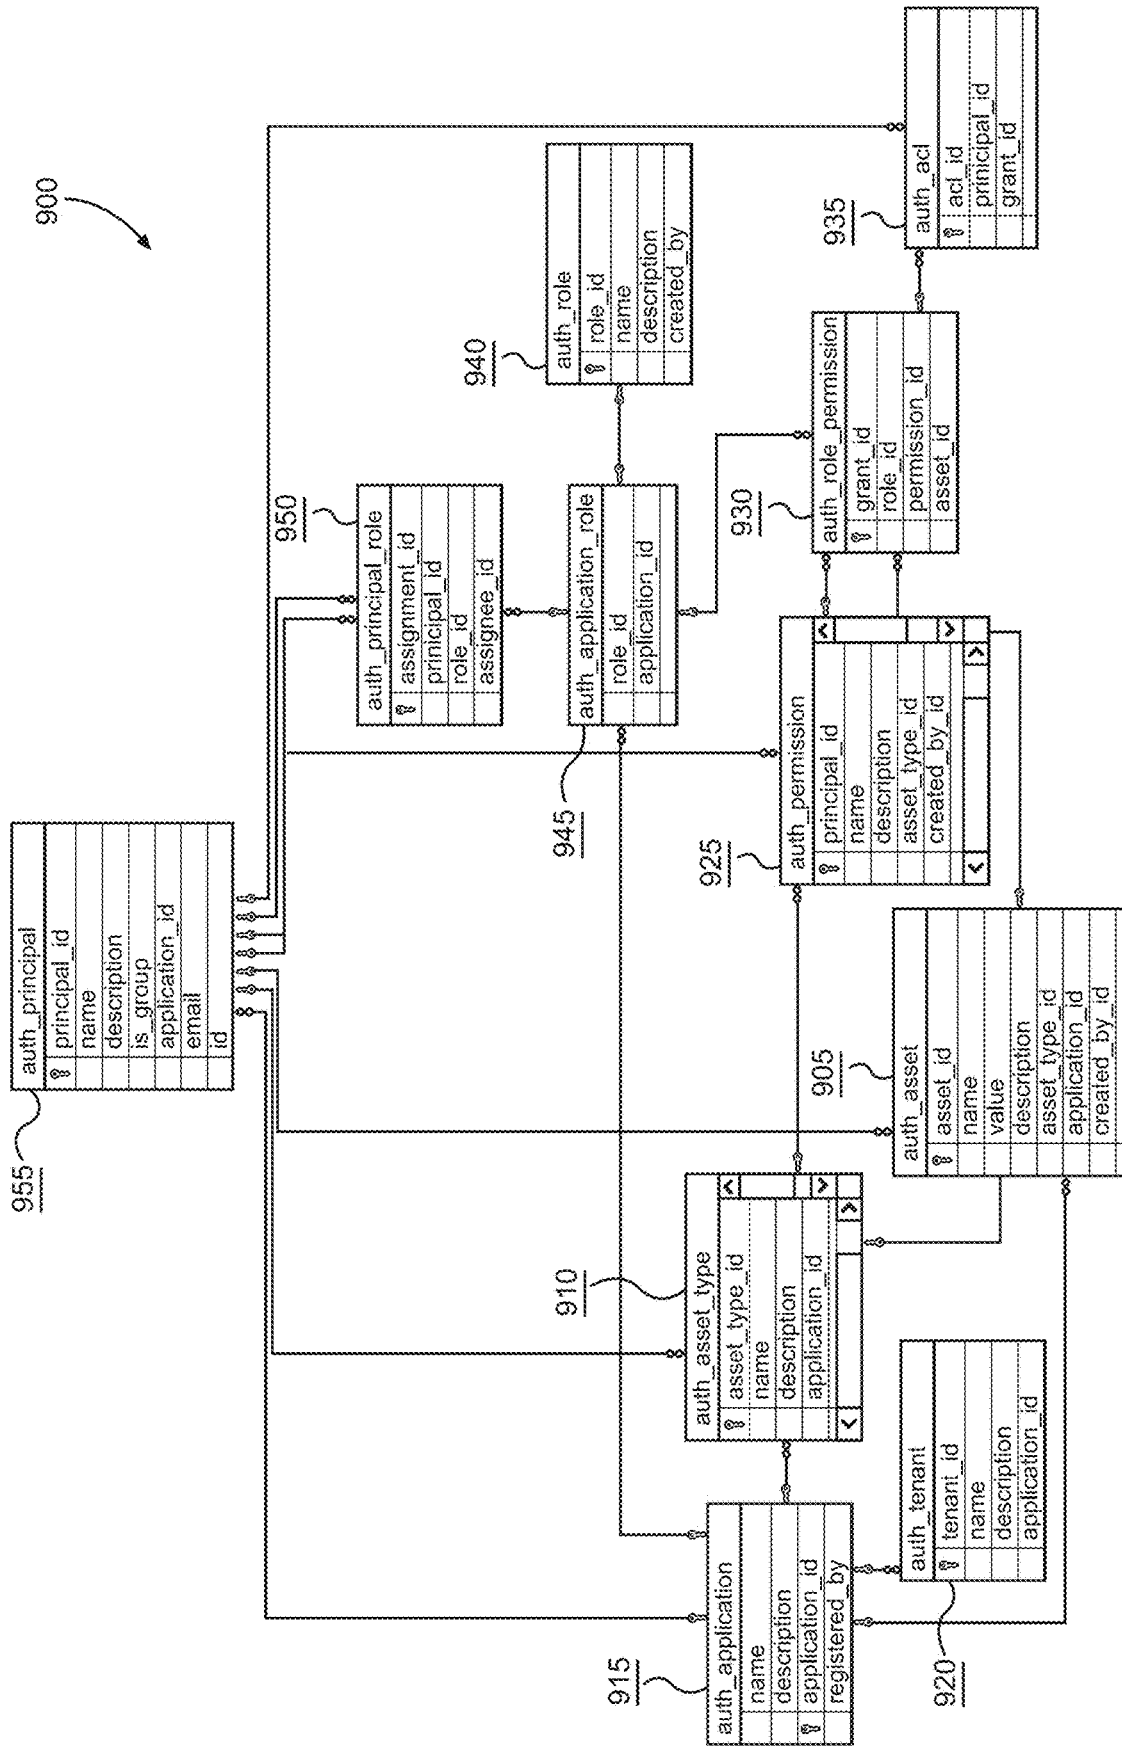 900
955
auth_principal
principal_id
name
description
is_group
application_id
email
id
950
auth_principal_role
assignment_id
prinicipal_id
role_id
assignee_id
940
auth_role
role_id
name
description
created_by
945
auth_application_role
role_id
application_id
935
auth_acl
acl_id
prinicipal_id
grant_id
930
auth_role_permission
grant_id
role_id
permission_id
asset_id
925
auth_permission
principal_id
name
description
asset_type_id
created_by_id
910
auth_asset_type
asset_type_id
name
description
application_id
905
auth_asset
asset_id
name
value
description
asset_type_id
application_id
created_by_id
915
auth_application
name
description
application_id
registered_by
920
auth_tenant
tenant_id
name
description
application_id